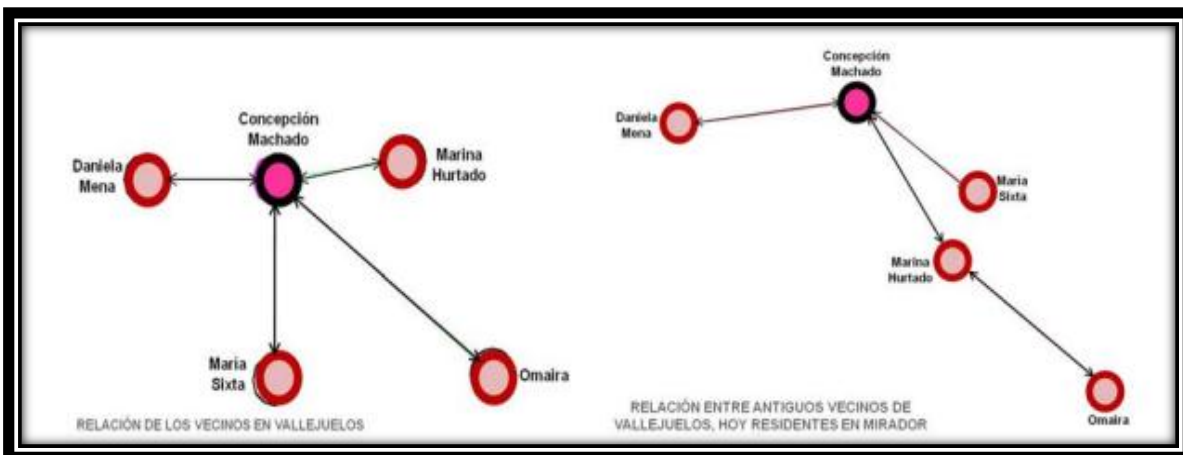 Concepción
Machado
Daniela
Mena
Marina
Hurtado
Maria
Sixta
Omaira
RELACIÓN DE LOS VECINOS EN VALLEJUELOS
Concepción
Machado
Daniela
Mena
Maria
Sixta
Marina
Hurtado
Omaira
RELACIÓN ENTRE ANTIGUOS VECINOS DE
VALLEJUELOS, HOY RESIDENTES EN MIRADOR